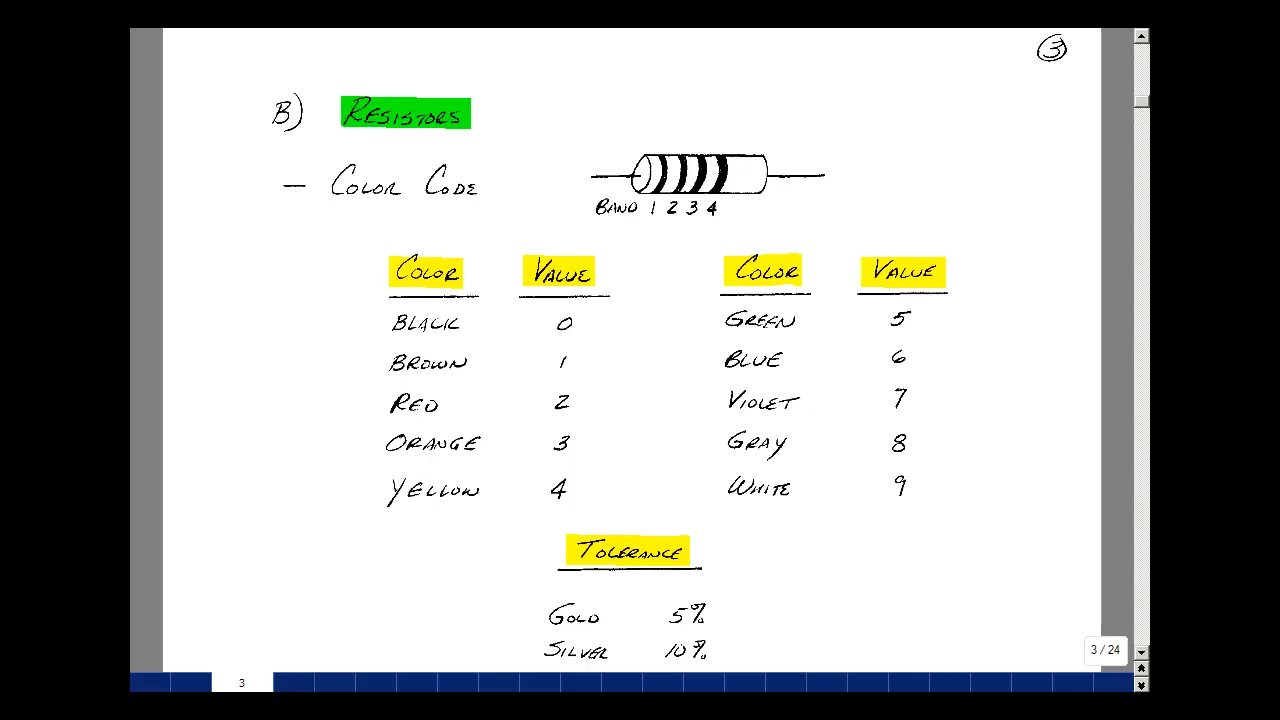 3
B) RESISTORS
— COLOR CODE
BAND 1 2 3 4
COLOR VALUE COLOR VALUE
BLACK 0 GREEN 5
BROWN 1 BLUE 6
RED 2 VIOLET 7
ORANGE 3 GRAY 8
YELLOW 4 WHITE 9
TOLERANCE
GOLD 5%
SILVER 10%
3 / 24
3